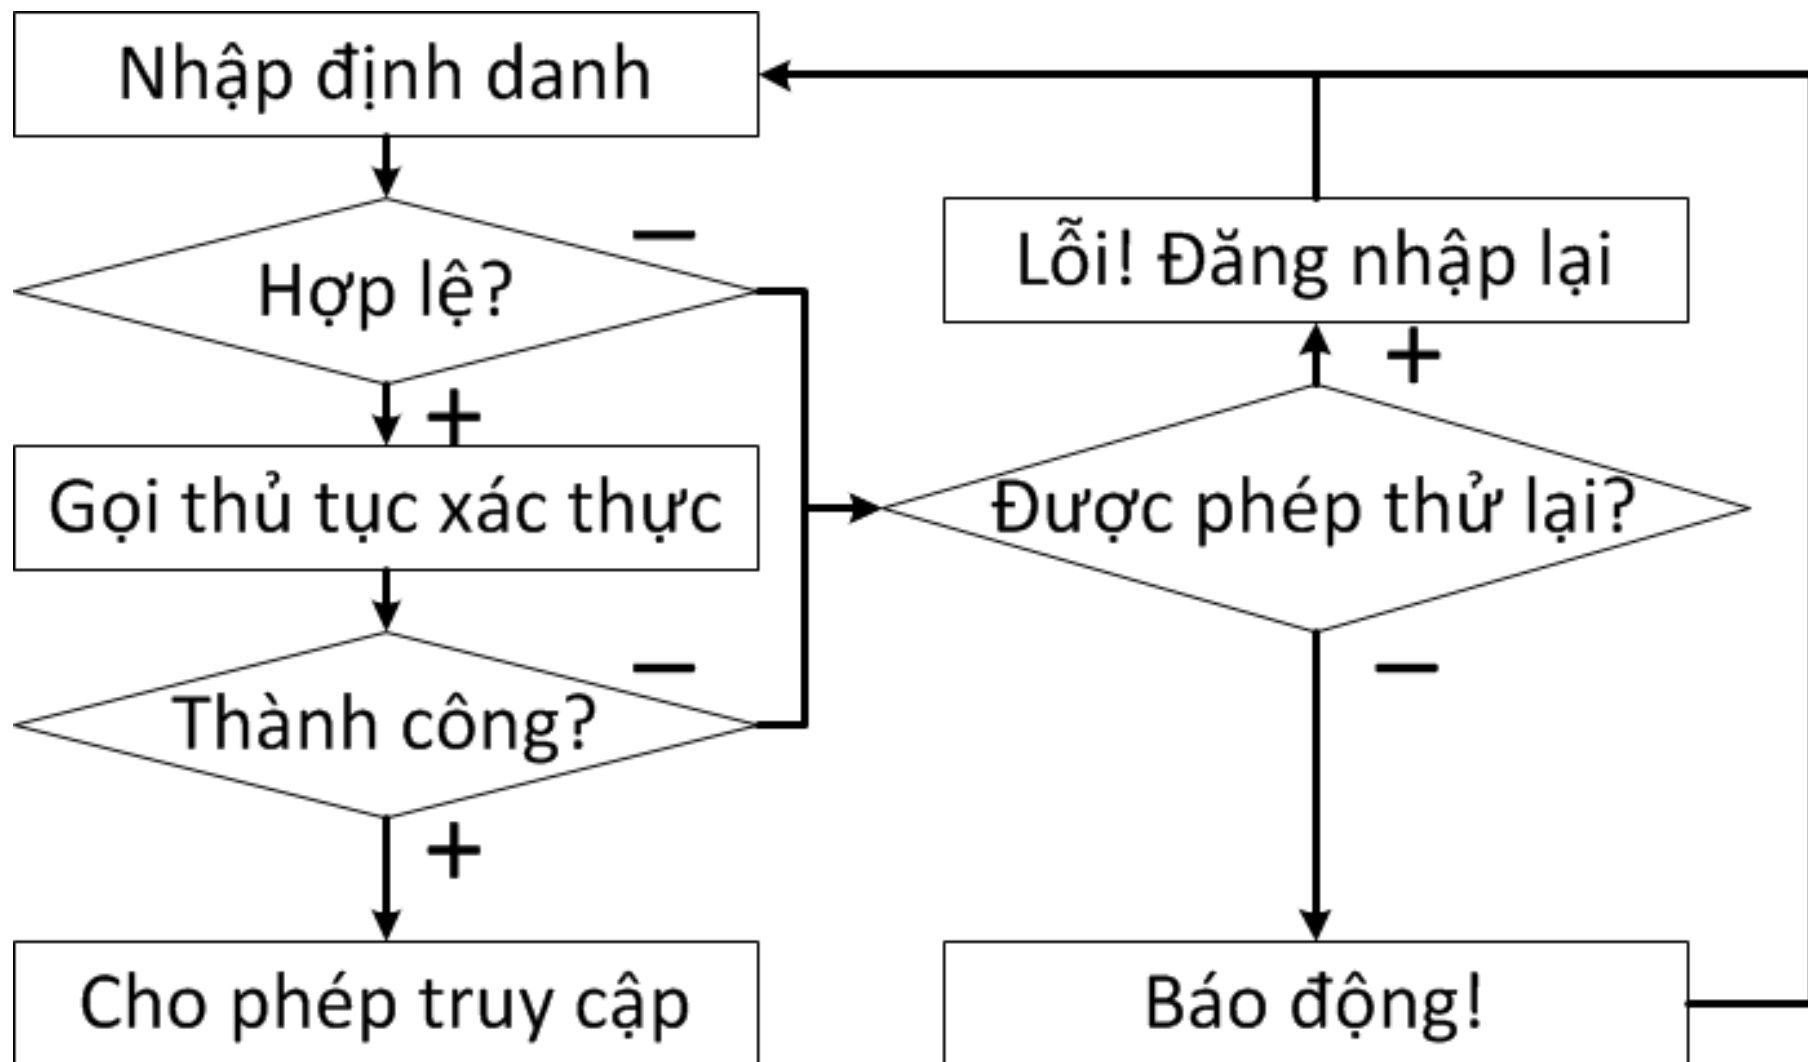 Nhập định danh
Hợp lệ?
−
+
Gọi thủ tục xác thực
Thành công?
−
+
Cho phép truy cập
Lỗi! Đăng nhập lại
+
Được phép thử lại?
−
Báo động!